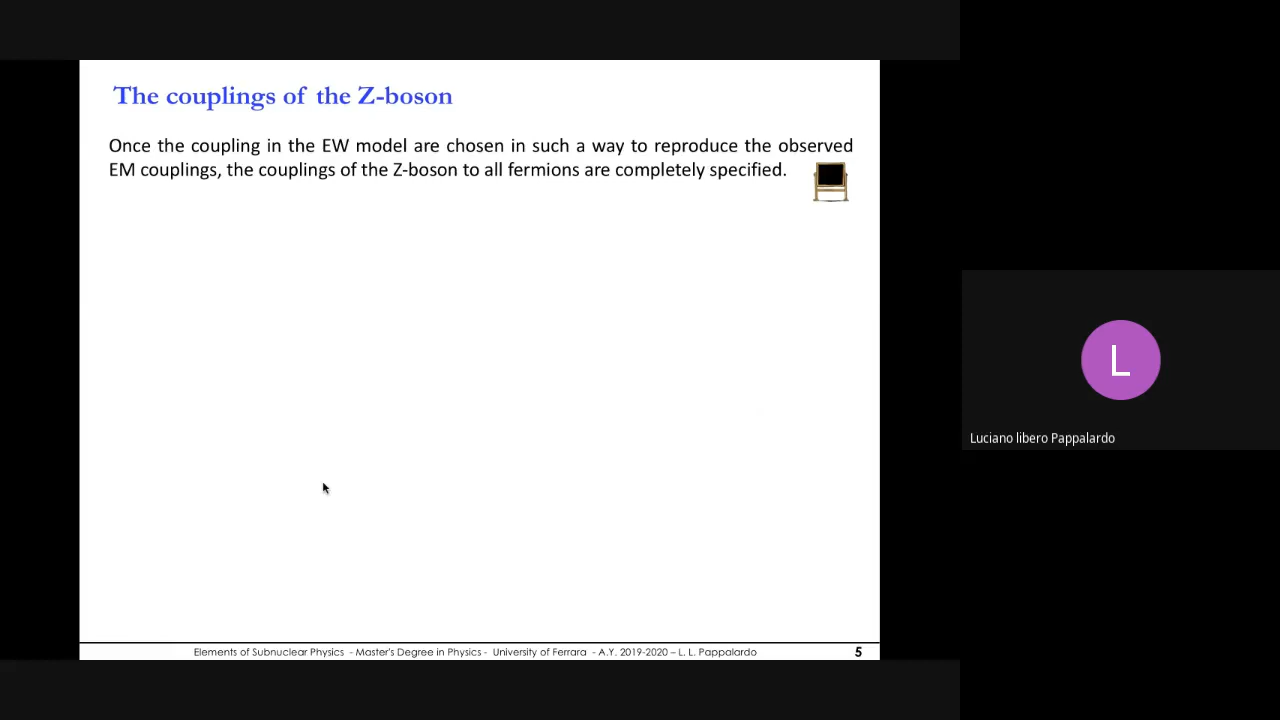 The couplings of the Z-boson
Once the coupling in the EW model are chosen in such a way to reproduce the observed
EM couplings, the couplings of the Z-boson to all fermions are completely specified.
L
Luciano libero Pappalardo
Elements of Subnuclear Physics - Master's Degree in Physics - University of Ferrara - A.Y. 2019-2020 – L. L. Pappalardo
5